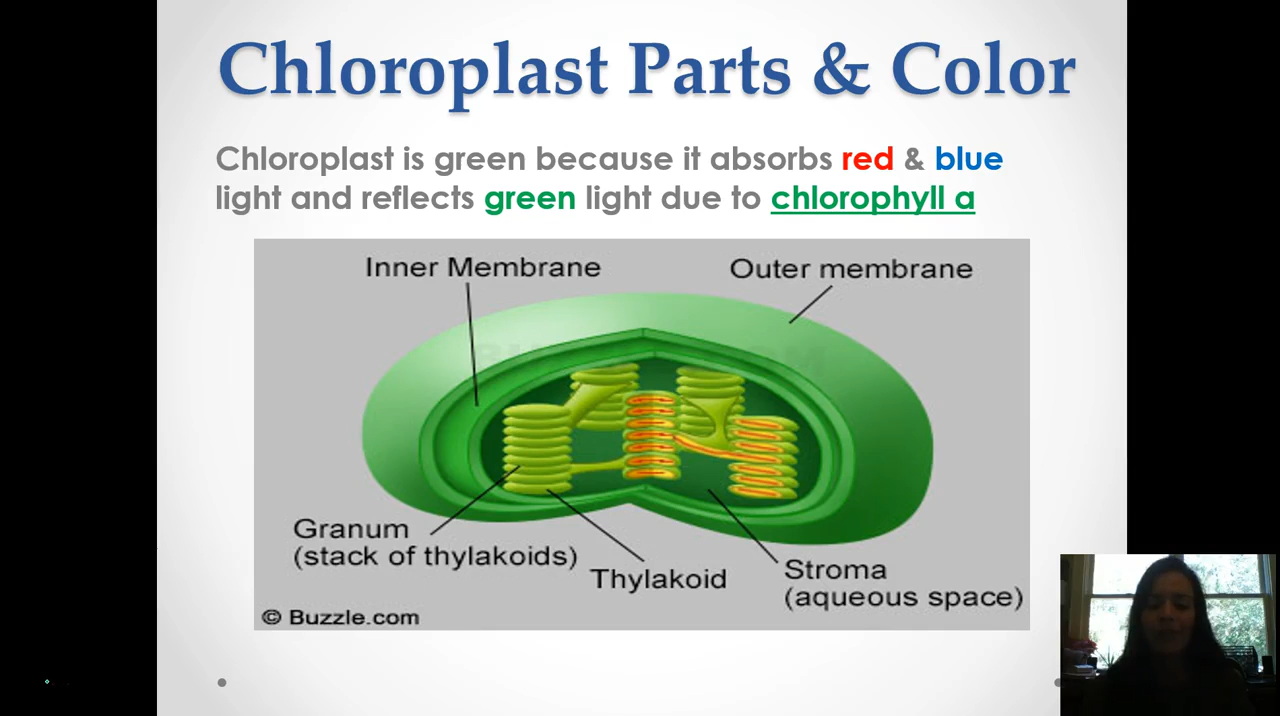 Chloroplast Parts & Color
Chloroplast is green because it absorbs red & blue
light and reflects green light due to chlorophyll a
Inner Membrane
Outer membrane
Granum
(stack of thylakoids)
Thylakoid
Stroma
(aqueous space)
© Buzzle.com